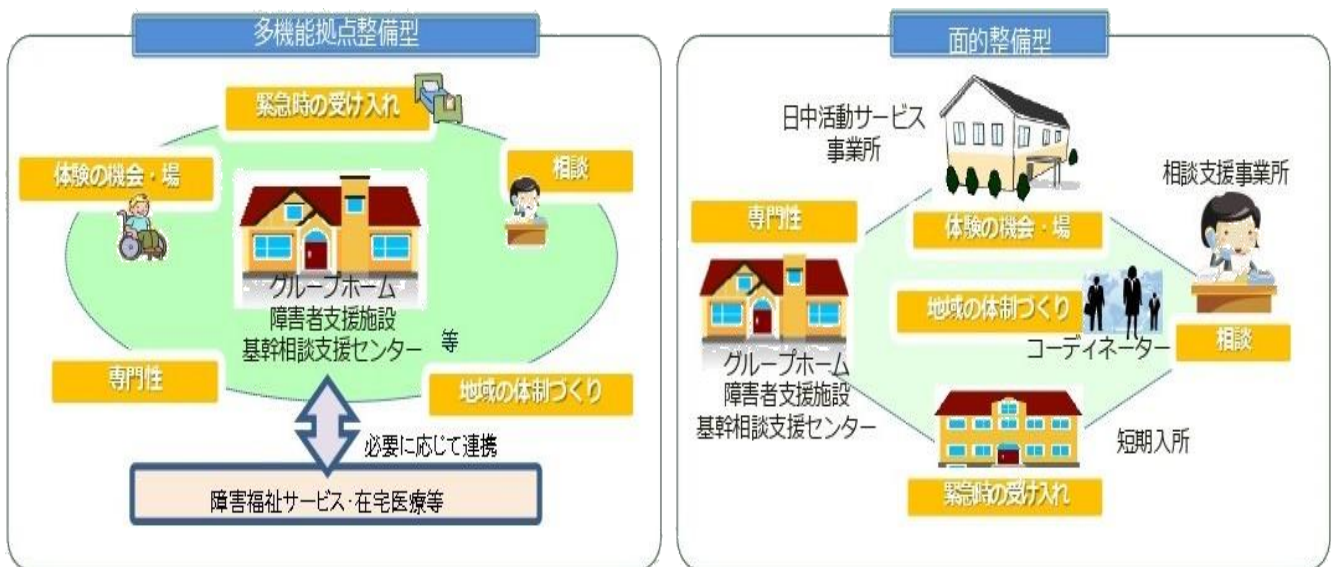 多機能拠点整備型
緊急時の受け入れ
体験の機会・場
相談
グループホーム
障害者支援施設
基幹相談支援センター 等
専門性
地域の体制づくり
必要に応じて連携
障害福祉サービス・在宅医療等
面的整備型
日中活動サービス
事業所
相談支援事業所
専門性
体験の機会・場
地域の体制づくり
コーディネーター
相談
グループホーム
障害者支援施設
基幹相談支援センター
短期入所
緊急時の受け入れ